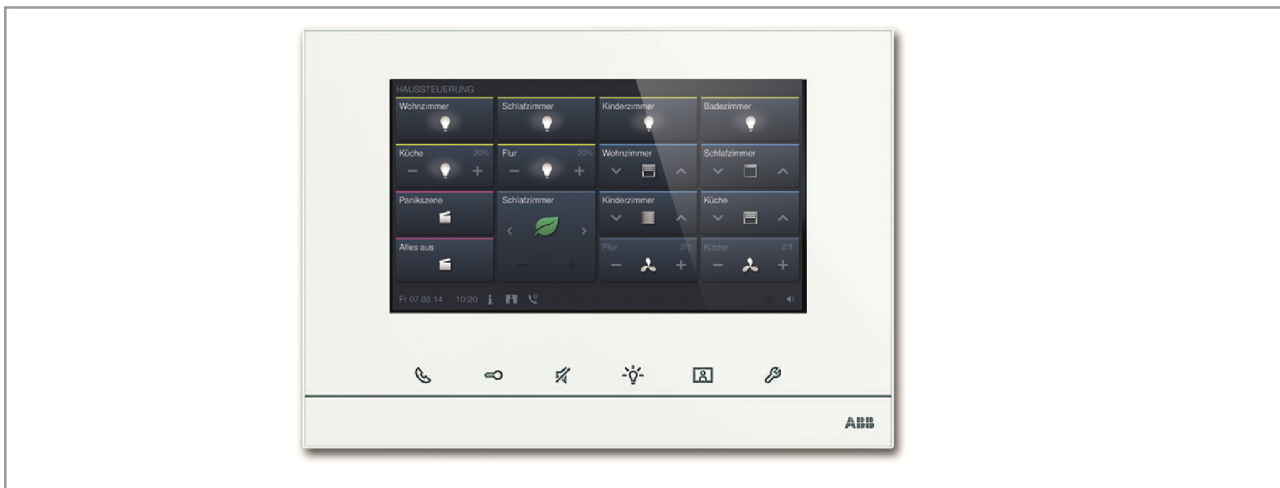 HAUSSTEUERUNG
Wohnzimmer Schlafzimmer Kinderzimmer Badezimmer
Küche 20% Flur 20% Wohnzimmer Schlafzimmer
Panikszene Schlafzimmer Kinderzimmer Küche
Alles aus Flur 2/3 Küche 2/3
Fr 07.03.14 10:20
ABB